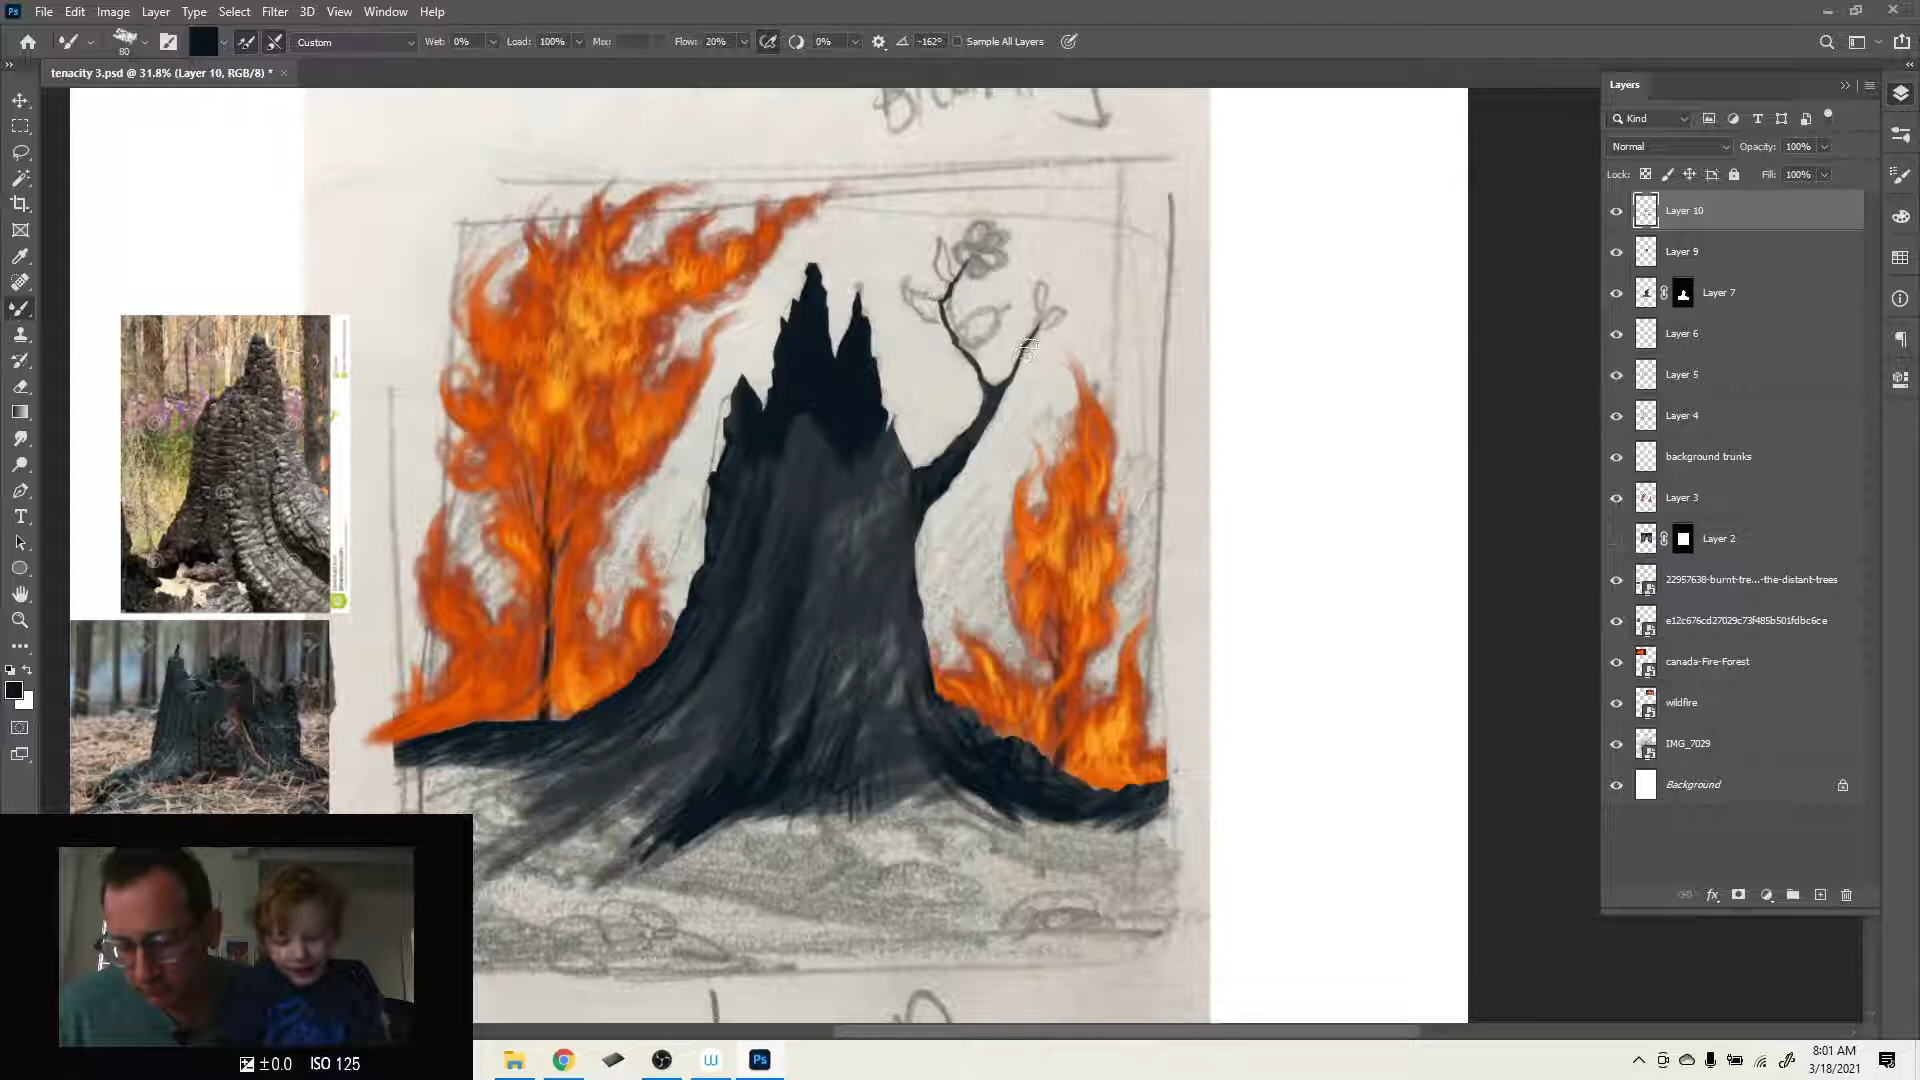 Ps File Edit Image Layer Type Select Filter 3D View Window Help
80 Custom Wet: 0% Load: 100% Mix: Flow: 20% 0% -162° Sample All Layers
tenacity 3.psd @ 31.8% (Layer 10, RGB/8) *
Layers
Kind
Normal Opacity: 100%
Lock: Fill: 100%
Layer 10
Layer 9
Layer 7
Layer 6
Layer 5
Layer 4
background trunks
Layer 3
Layer 2
22957638-burnt-tre...-the-distant-trees
e12c676cd27029c73f485b501fdbc6ce
canada-Fire-Forest
wildfire
IMG_7029
Background
±0.0 ISO 125
Ps
8:01 AM
3/18/2021